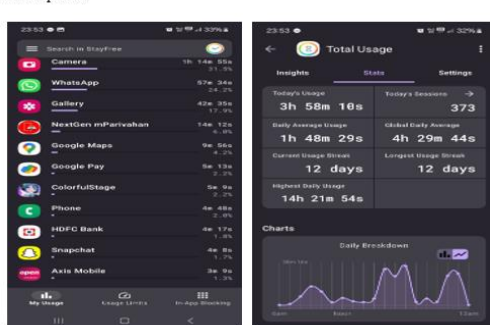 23:53
32%
Search in StayFree
Camera
1h 14m 55s
31.5%
WhatsApp
57m 34s
24.2%
Gallery
42m 35s
17.9%
NextGen mParivahan
14m 12s
6.0%
Google Maps
9m 56s
4.2%
Google Pay
5m 13s
2.2%
ColorfulStage
5m 9s
2.2%
Phone
4m 48s
2.0%
HDFC Bank
4m 17s
1.8%
Snapchat
4m 8s
1.7%
Axis Mobile
3m 9s
1.3%
My Usage
Usage Limits
In-App-Blocking
23:53
32%
Total Usage
Insights
Stats
Settings
Today's Usage
3h 58m 10s
Today's Sessions
373
Daily Average Usage
1h 48m 29s
Global Daily Average
4h 29m 44s
Current Usage Streak
12 days
Longest Usage Streak
12 days
Highest Daily Usage
14h 21m 54s
Charts
Daily Breakdown